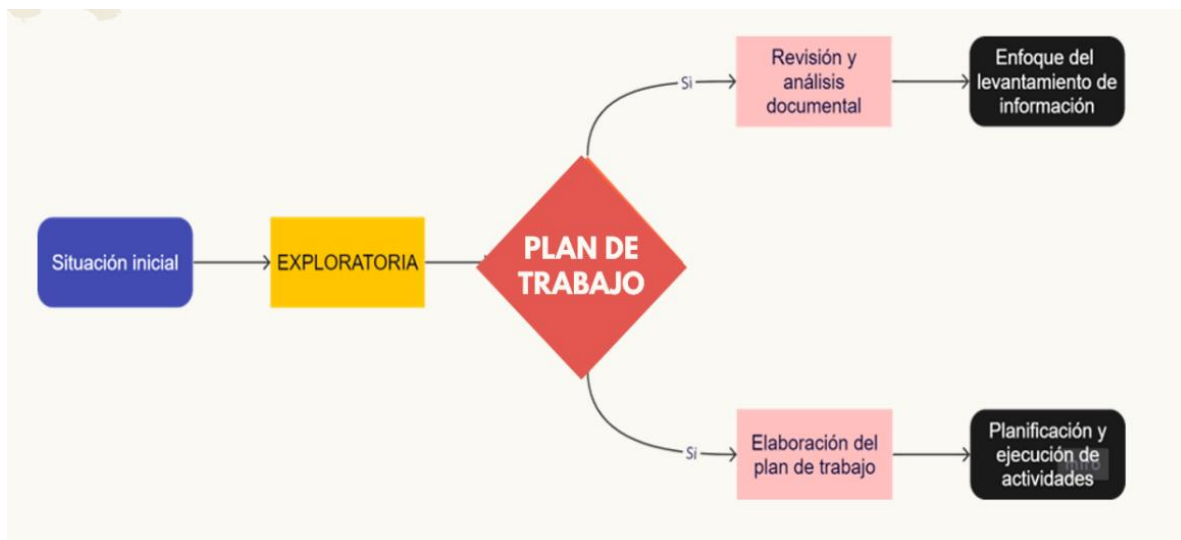 Situación inicial
EXPLORATORIA
PLAN DE
TRABAJO
Si
Revisión y
análisis
documental
Enfoque del
levantamiento de
información
Si
Elaboración del
plan de trabajo
Planificación y
ejecución de
actividades
miro